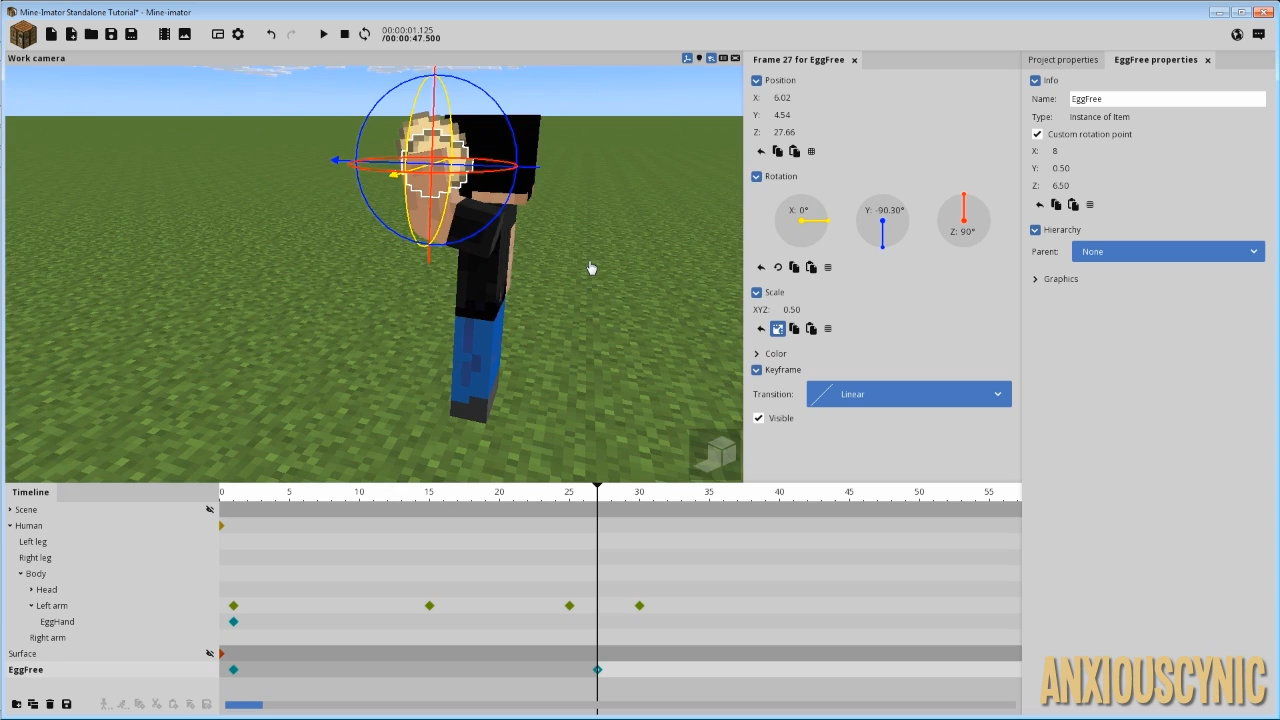 Mine-Imator Standalone Tutorial* - Mine-imator
00:00:01.125
/00:00:47.500
Work camera
Frame 27 for EggFree
Position
X: 6.02
Y: 4.54
Z: 27.66
Rotation
X: 0°
Y: -90.30°
Z: 90°
Scale
XYZ: 0.50
Color
Keyframe
Transition: Linear
Visible
Project properties
EggFree properties
Info
Name: EggFree
Type: Instance of Item
Custom rotation point
X: 8
Y: 0.50
Z: 6.50
Hierarchy
Parent: None
Graphics
Timeline
0 5 10 15 20 25 30 35 40 45 50 55
Scene
Human
Left leg
Right leg
Body
Head
Left arm
EggHand
Right arm
Surface
EggFree
ANXIOUSCYNIC